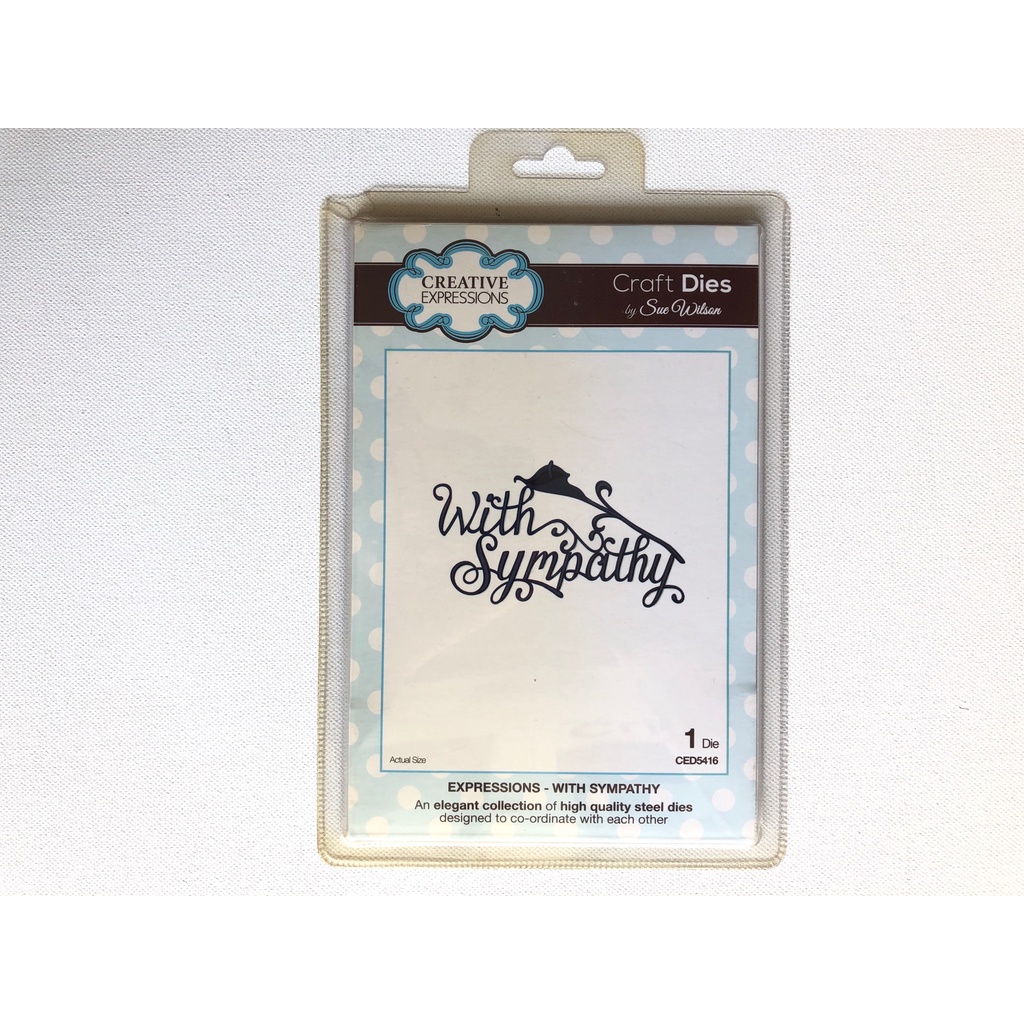 CREATIVE
EXPRESSIONS
Craft Dies
by Sue Wilson
With
Sympathy
1 Die
Actual Size
CED5416
EXPRESSIONS - WITH SYMPATHY
An elegant collection of high quality steel dies
designed to co-ordinate with each other